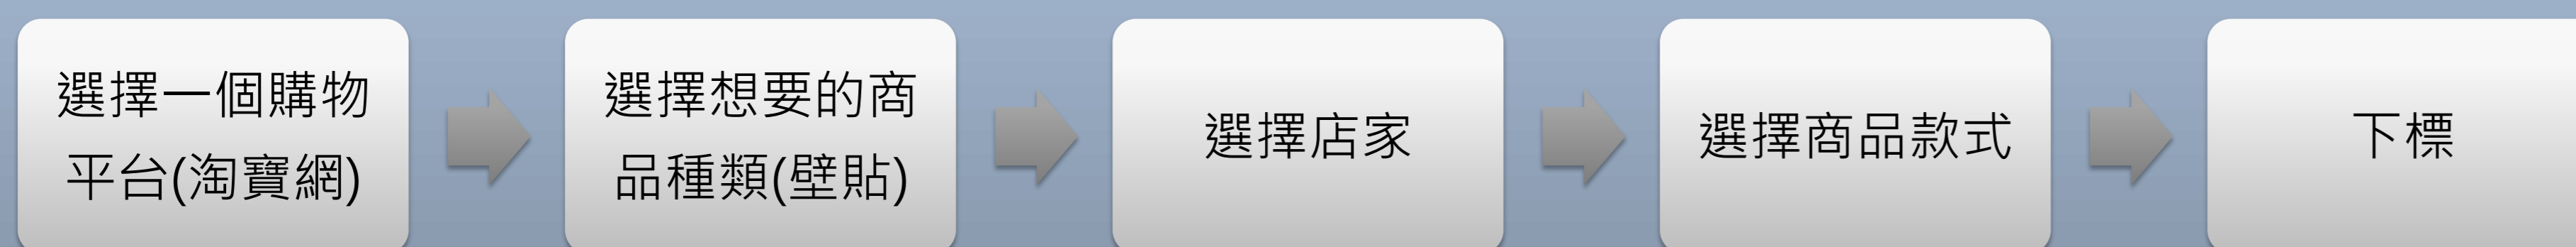 選擇一個購物
平台(淘寶網)
選擇想要的商
品種類(壁貼)
選擇店家
選擇商品款式
下標